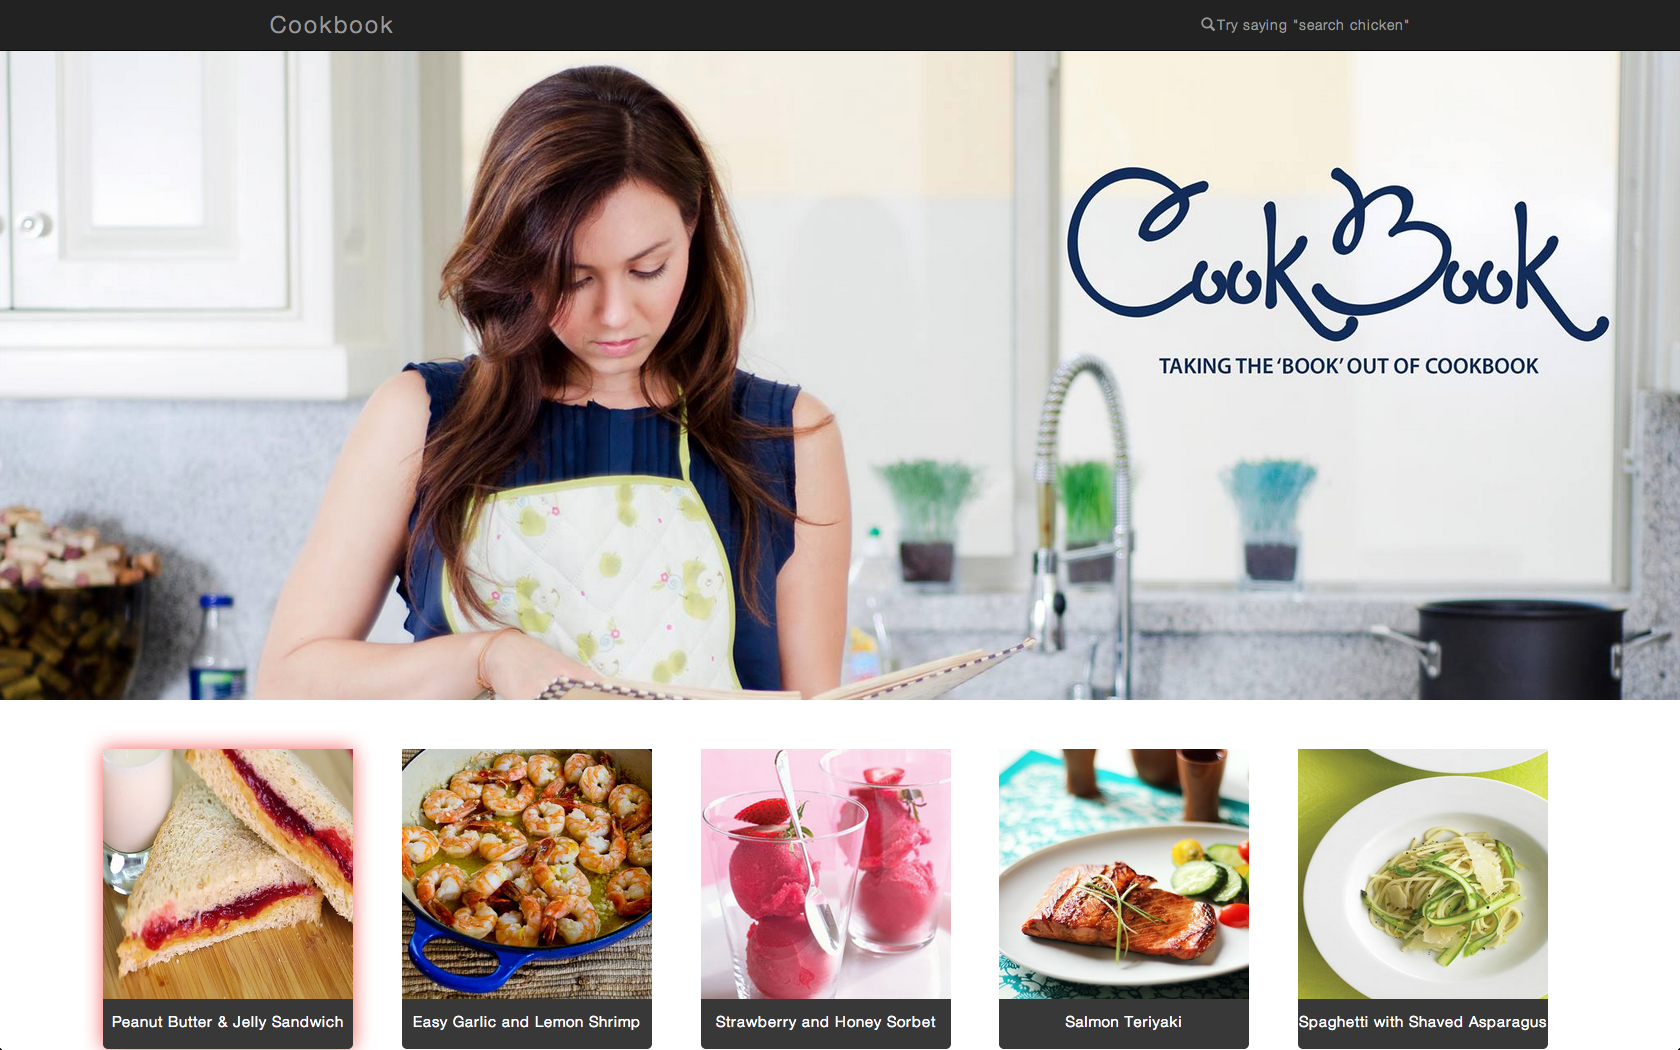 Cookbook
Try saying "search chicken"
CookBook
TAKING THE ‘BOOK’ OUT OF COOKBOOK
Peanut Butter & Jelly Sandwich
Easy Garlic and Lemon Shrimp
Strawberry and Honey Sorbet
Salmon Teriyaki
Spaghetti with Shaved Asparagus